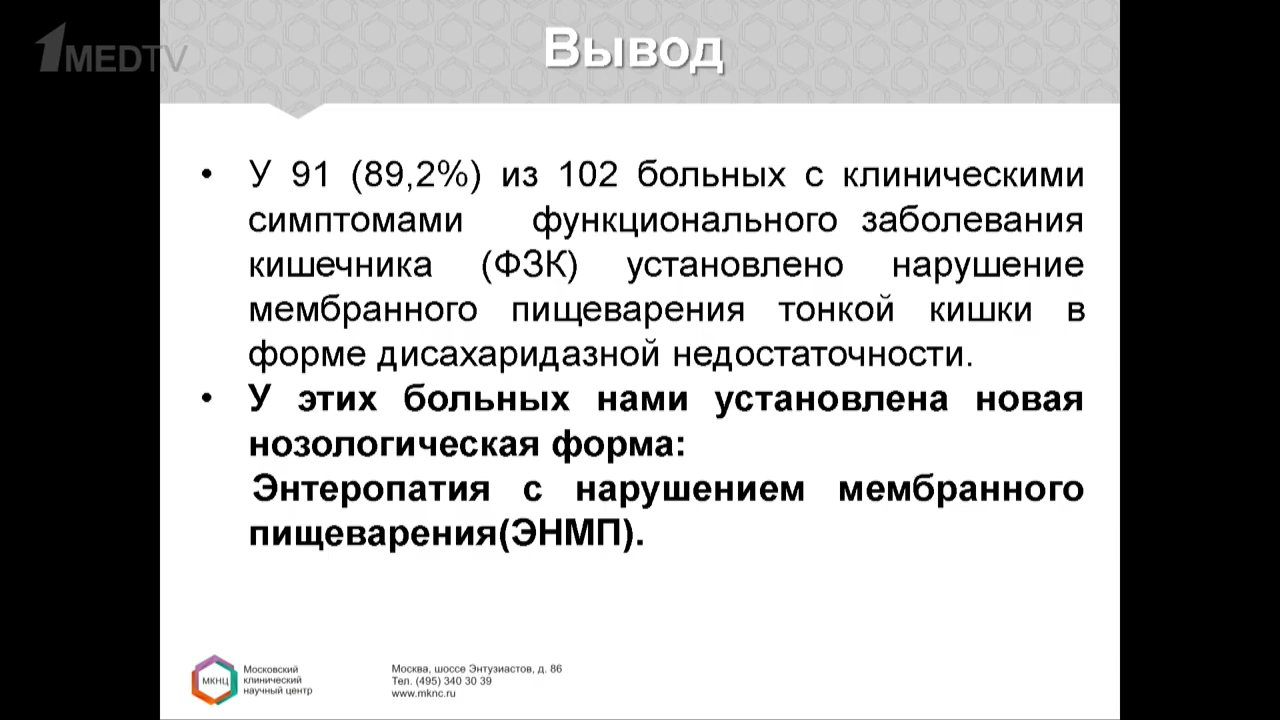 1MEDTV
Вывод
• У 91 (89,2%) из 102 больных с клиническими
симптомами функционального заболевания
кишечника (ФЗК) установлено нарушение
мембранного пищеварения тонкой кишки в
форме дисахаридазной недостаточности.
• У этих больных нами установлена новая
нозологическая форма:
Энтеропатия с нарушением мембранного
пищеварения(ЭНМП).
МКНЦ
Московский
клинический
научный центр
Москва, шоссе Энтузиастов, д. 86
Тел. (495) 340 30 39
www.mknc.ru